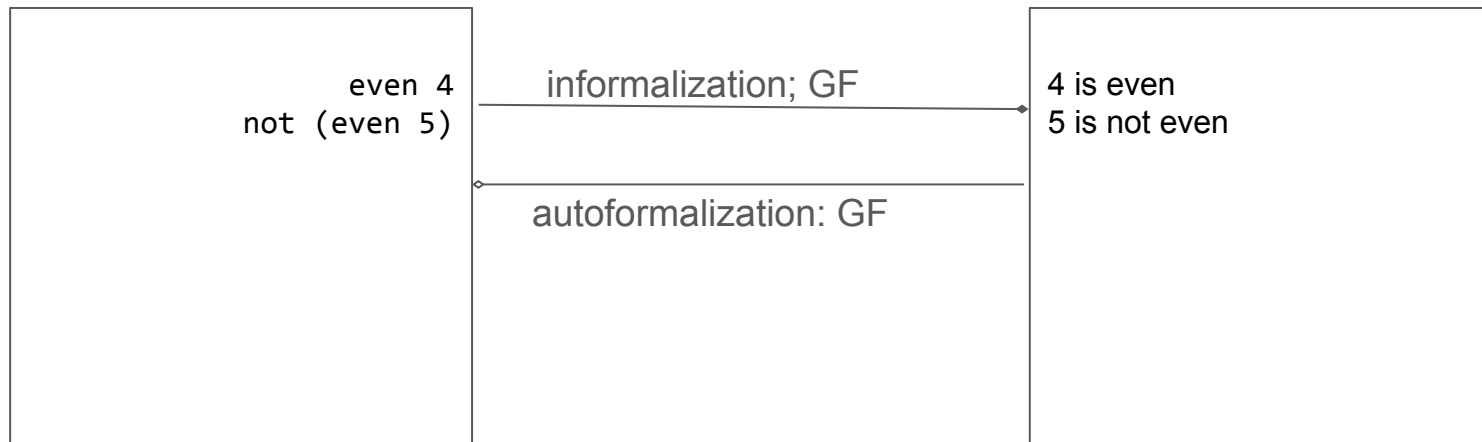 even 4
not (even 5)
informalization; GF
4 is even
5 is not even
autoformalization: GF